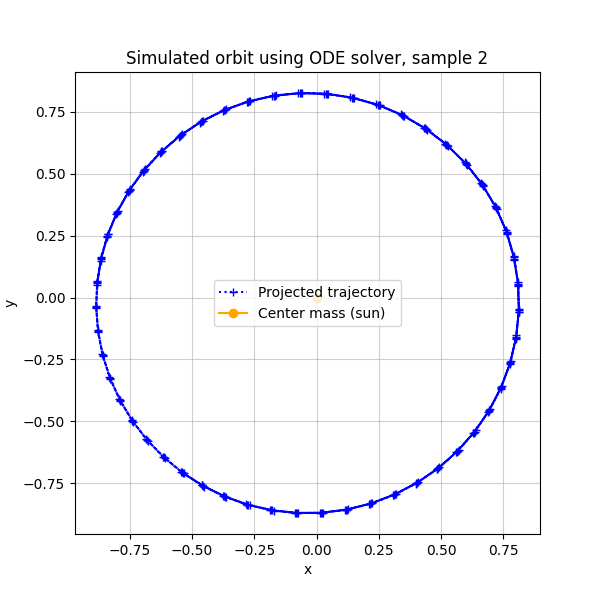 Simulated orbit using ODE solver, sample 2
0.75
0.50
0.25
0.00
−0.25
−0.50
−0.75
y
Projected trajectory
Center mass (sun)
−0.75
−0.50
−0.25
0.00
0.25
0.50
0.75
x